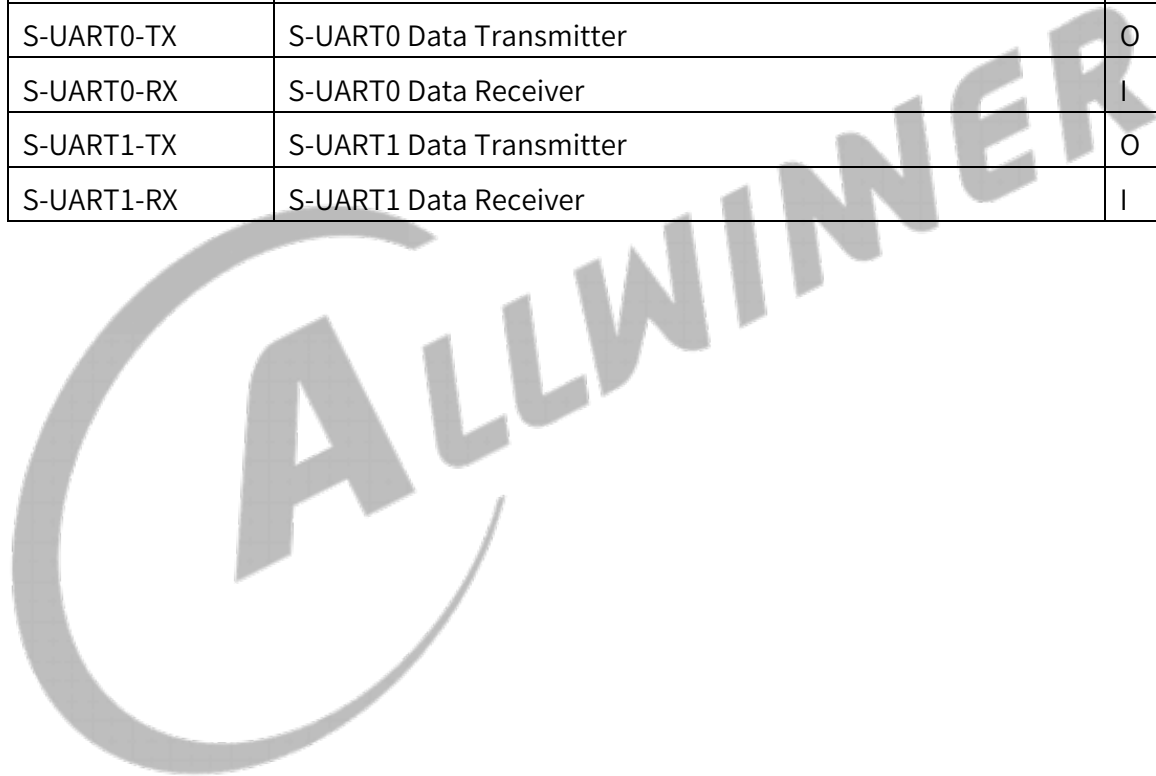 S-UART0-TX S-UART0 Data Transmitter O
S-UART0-RX S-UART0 Data Receiver I
S-UART1-TX S-UART1 Data Transmitter O
S-UART1-RX S-UART1 Data Receiver I
ALLWINNER